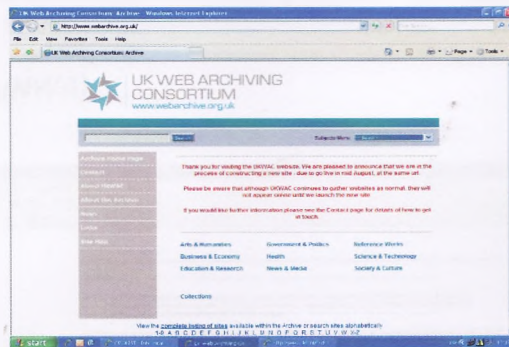 UK Web Archiving Consortium: Archive - Windows Internet Explorer
http://www.webarchive.org.uk/
File Edit View Favorites Tools Help
UK Web Archiving Consortium: Archive
Page Tools
UK WEB ARCHIVING
CONSORTIUM
www.webarchive.org.uk
Archive Home Page
Contact
About the Archive
News
Links
Thank you for visiting the UKWAC website. We are pleased to announce that we are in the
process of constructing a new site - due to go live in mid August, at the same url.
Please be aware that although UKWAC continues to gather websites as normal, they will
not appear online until we launch the new site.
If you would like further information please see the Contact page for details of how to get
in touch.
Arts & Humanities Government & Politics Reference Works
Business & Economy Health Science & Technology
Education & Research News & Media Society & Culture
Collections
View the complete listing of sites available within the Archive or search sites alphabetically
1-9 A B C D E F G H I J K L M N O P Q R S T U V W X-Z
start